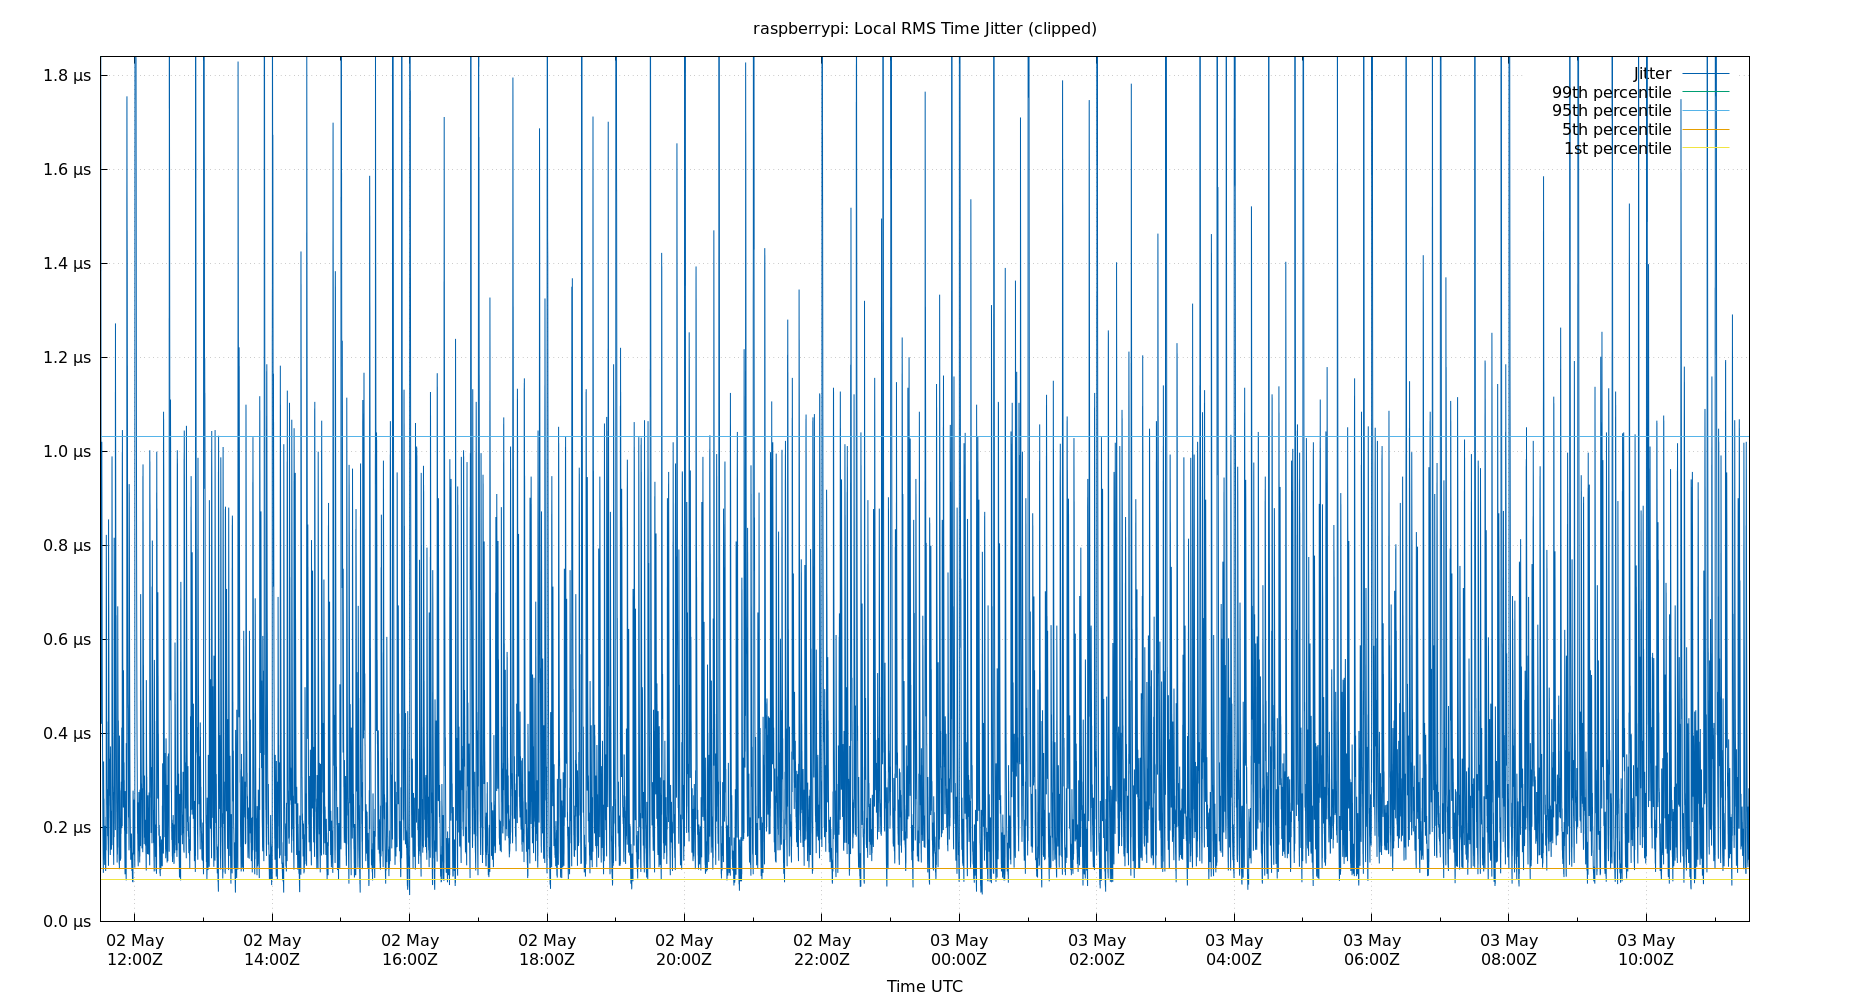 raspberrypi: Local RMS Time Jitter (clipped)
1.8 µs
1.6 µs
1.4 µs
1.2 µs
1.0 µs
0.8 µs
0.6 µs
0.4 µs
0.2 µs
0.0 µs
Jitter
99th percentile
95th percentile
5th percentile
1st percentile
02 May 02 May 02 May 02 May 02 May 02 May 03 May 03 May 03 May 03 May 03 May 03 May
12:00Z 14:00Z 16:00Z 18:00Z 20:00Z 22:00Z 00:00Z 02:00Z 04:00Z 06:00Z 08:00Z 10:00Z
Time UTC